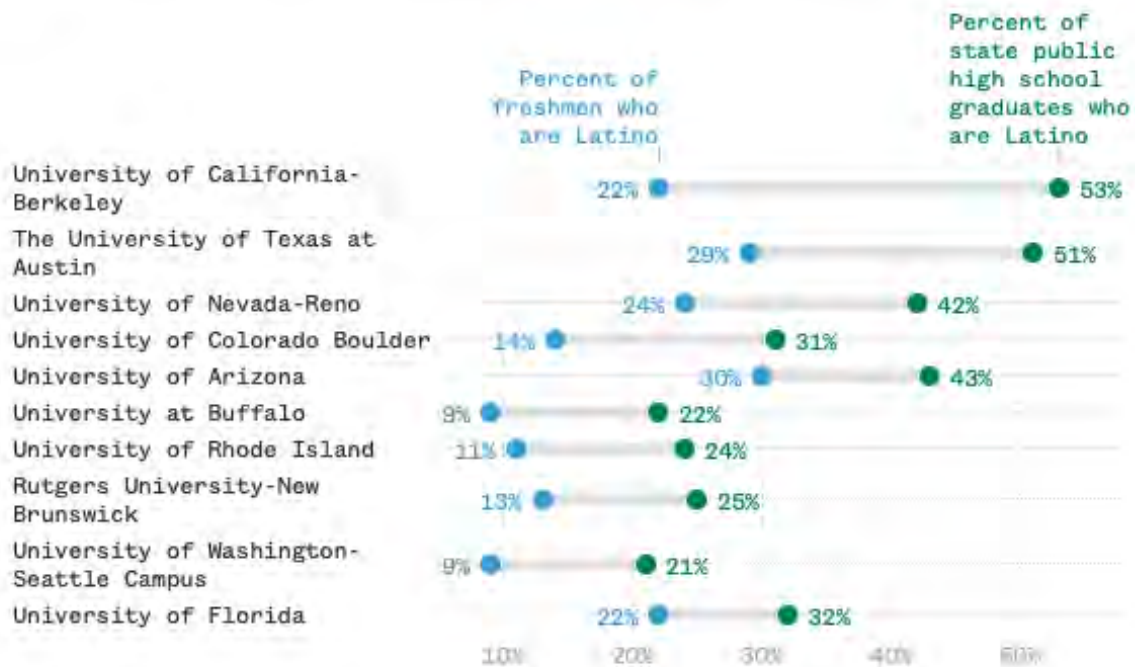 Percent of
state public
high school
graduates who
are Latino
Percent of
freshmen who
are Latino
University of California-
Berkeley
22% 53%
The University of Texas at
Austin
29% 51%
University of Nevada-Reno 24% 42%
University of Colorado Boulder 14% 31%
University of Arizona 30% 43%
University at Buffalo 9% 22%
University of Rhode Island 11% 24%
Rutgers University-New
Brunswick
13% 25%
University of Washington-
Seattle Campus
9% 21%
University of Florida 22% 32%
10% 20% 30% 40% 50%